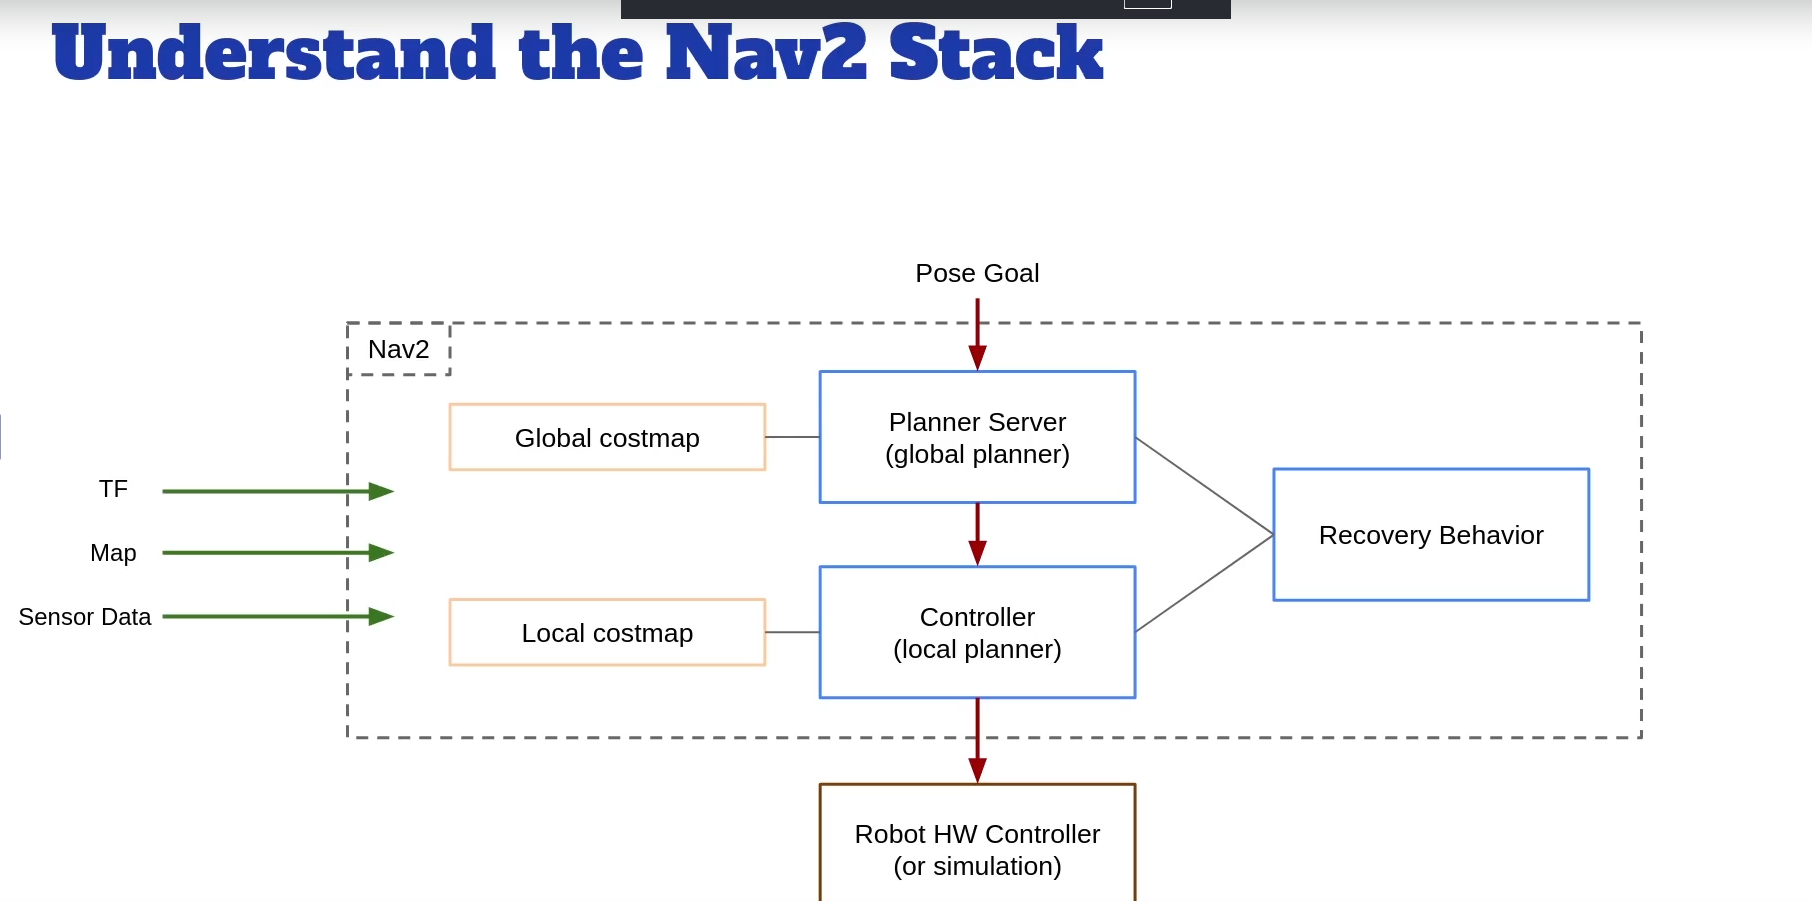 Understand the Nav2 Stack
Pose Goal
Nav2
Global costmap
Planner Server
(global planner)
TF
Map
Sensor Data
Recovery Behavior
Local costmap
Controller
(local planner)
Robot HW Controller
(or simulation)